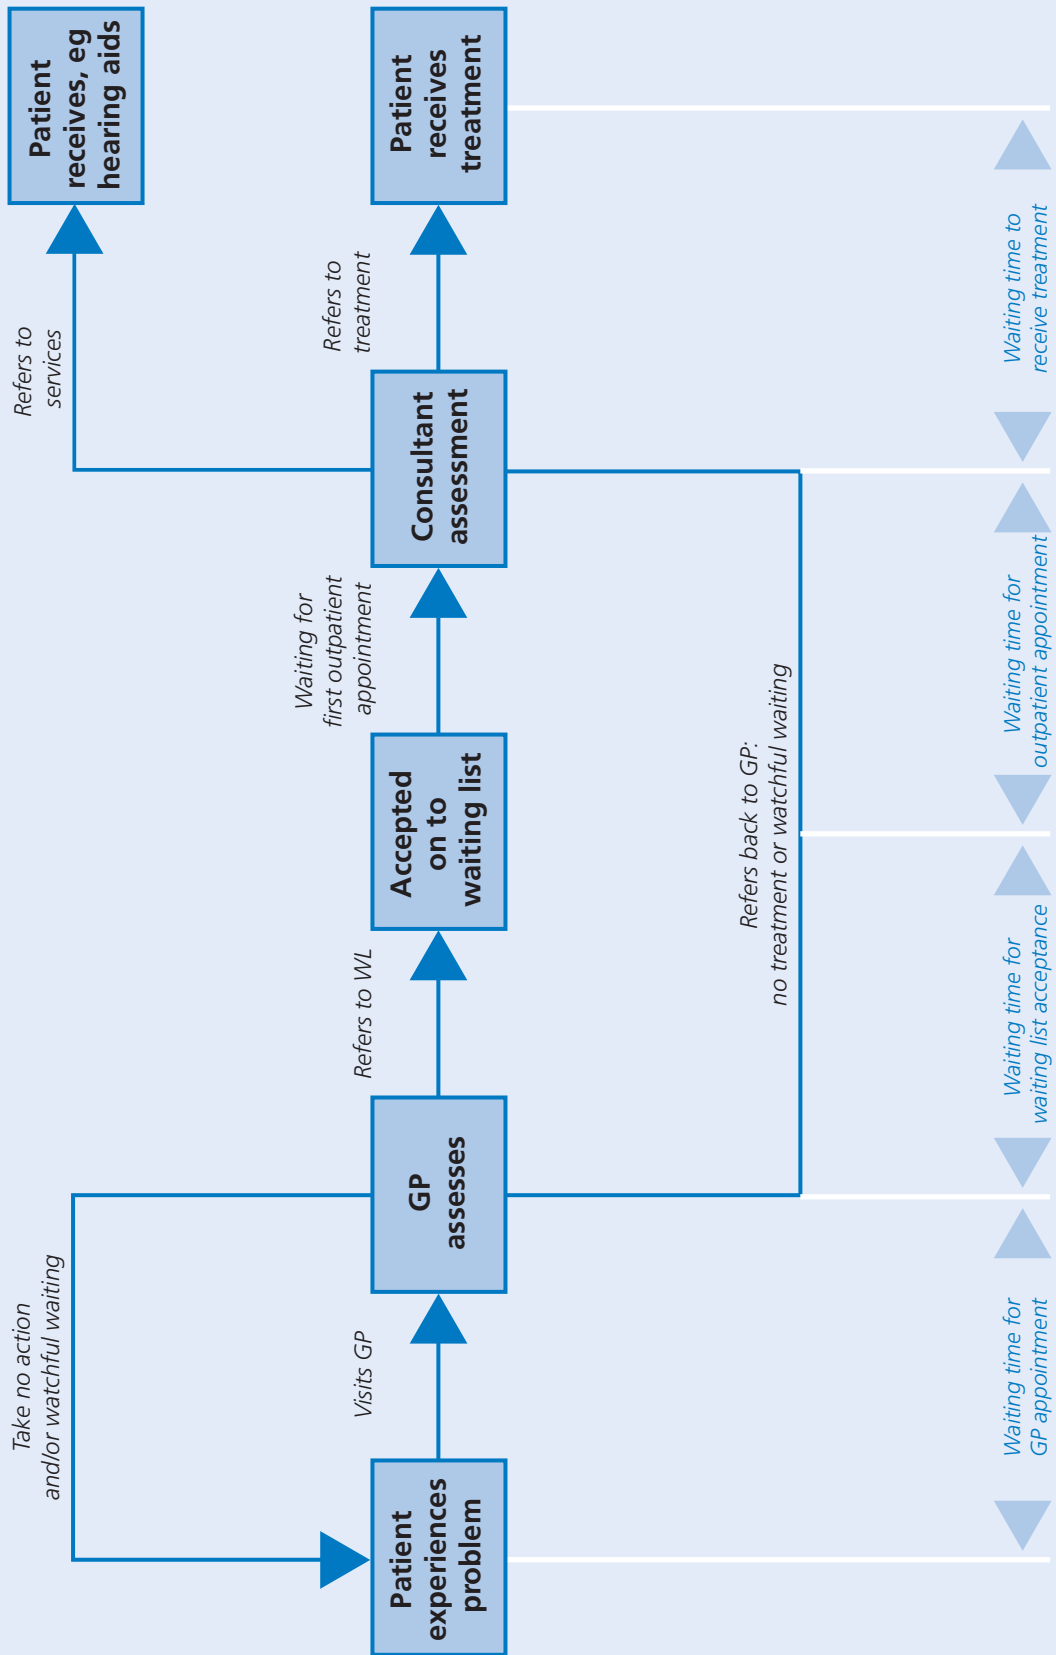 Take no action
and/or watchful waiting
Refers to
services
Patient
receives, eg
hearing aids
Patient
experiences
problem
Visits GP
GP
assesses
Refers to WL
Accepted
on to
waiting list
Waiting for
first outpatient
appointment
Consultant
assessment
Refers to
treatment
Patient
receives
treatment
Refers back to GP:
no treatment or watchful waiting
Waiting time for
GP appointment
Waiting time for
waiting list acceptance
Waiting time for
outpatient appointment
Waiting time to
receive treatment